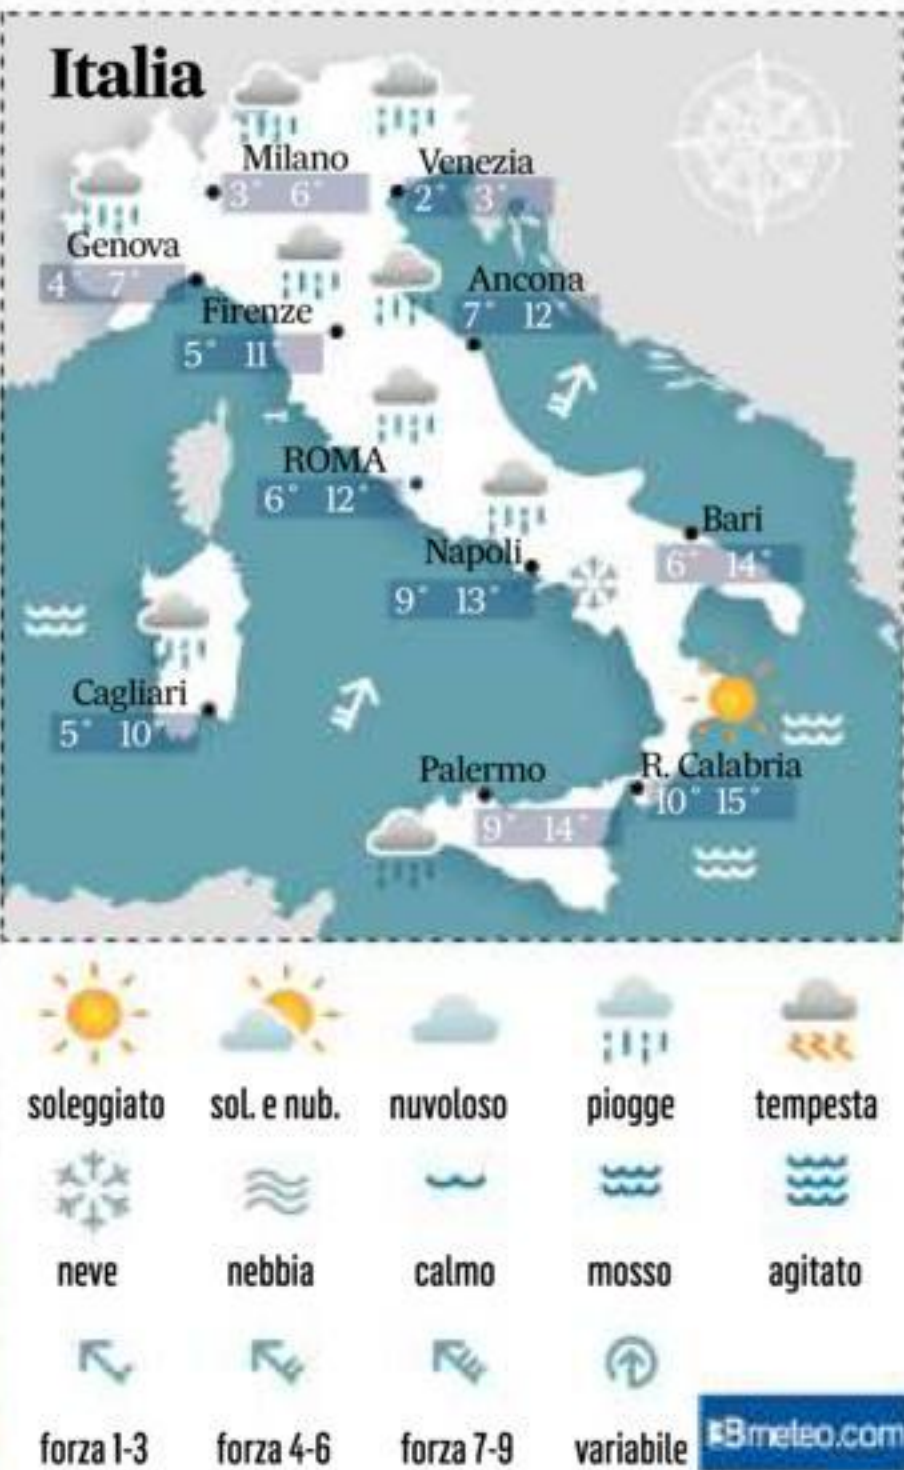 Italia
Milano
3° 6°
Venezia
2° 3°
Genova
4° 7°
Ancona
7° 12°
Firenze
5° 11°
ROMA
6° 12°
Bari
6° 14°
Napoli
9° 13°
Cagliari
5° 10°
Palermo
9° 14°
R. Calabria
10° 15°
soleggiato sol. e nub. nuvoloso piogge tempesta
neve nebbia calmo mosso agitato
forza 1-3 forza 4-6 forza 7-9 variabile
3Bmeteo.com